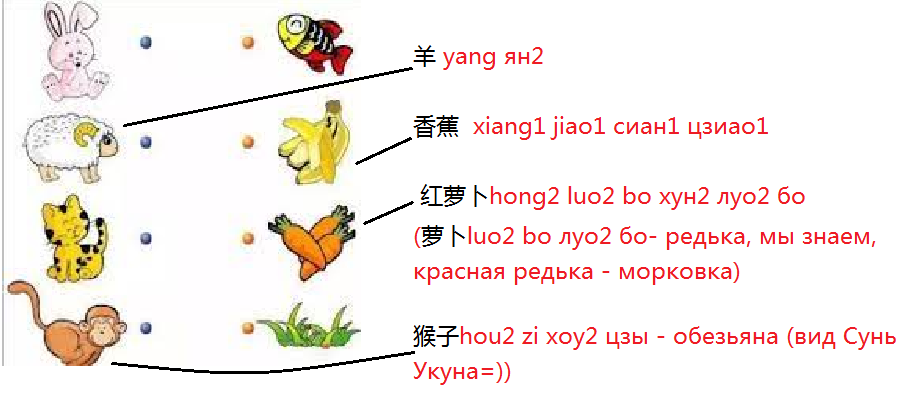 羊 yang ян2
香蕉 xiang1 jiao1 сиан1 цзиао1
红萝卜hong2 luo2 bo хун2 луо2 бо
(萝卜luo2 bo луо2 бо- редька, мы знаем,
красная редька - морковка)
猴子hou2 zi хоу2 цзы - обезьяна (вид Сунь
Укуна=))